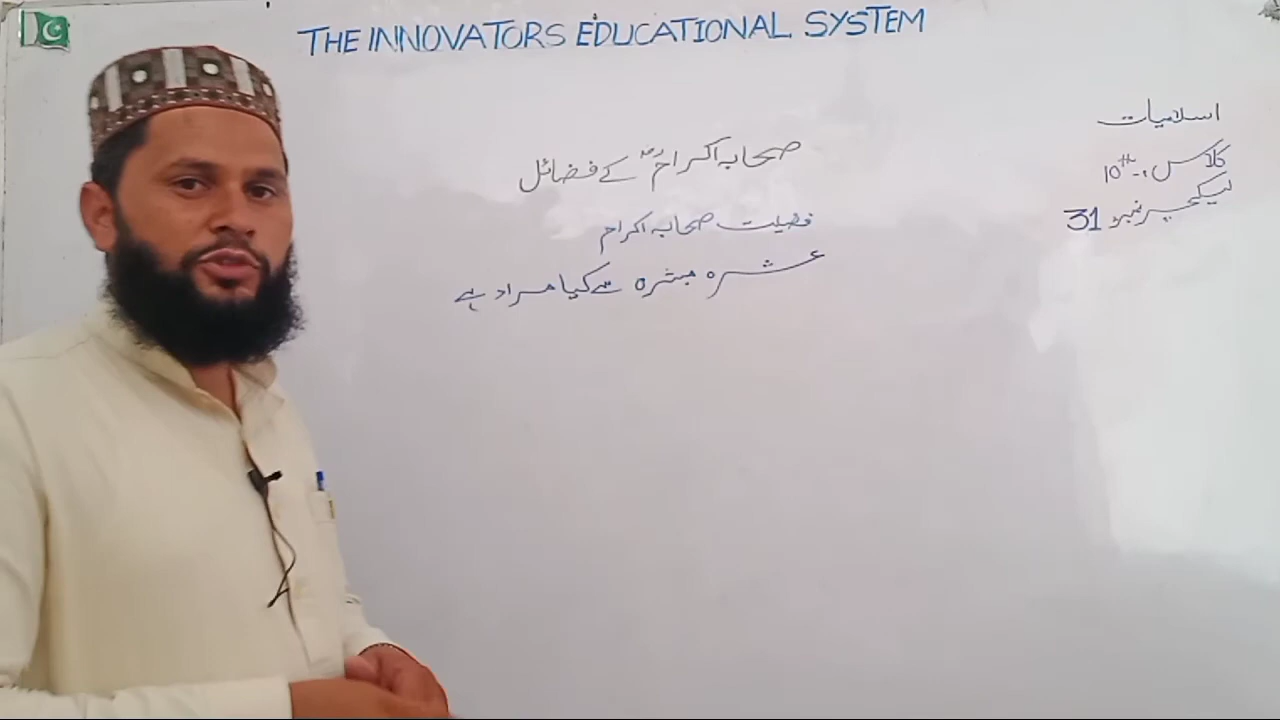 THE INNOVATORS EDUCATIONAL SYSTEM
اسلامیات
کلاس :- 10th
لیکچر نمبر 31
صحابہ اکرامؓ کے فضائل
فضیلت صحابہ اکرام
عشرہ مبشرہ سے کیا مراد ہے